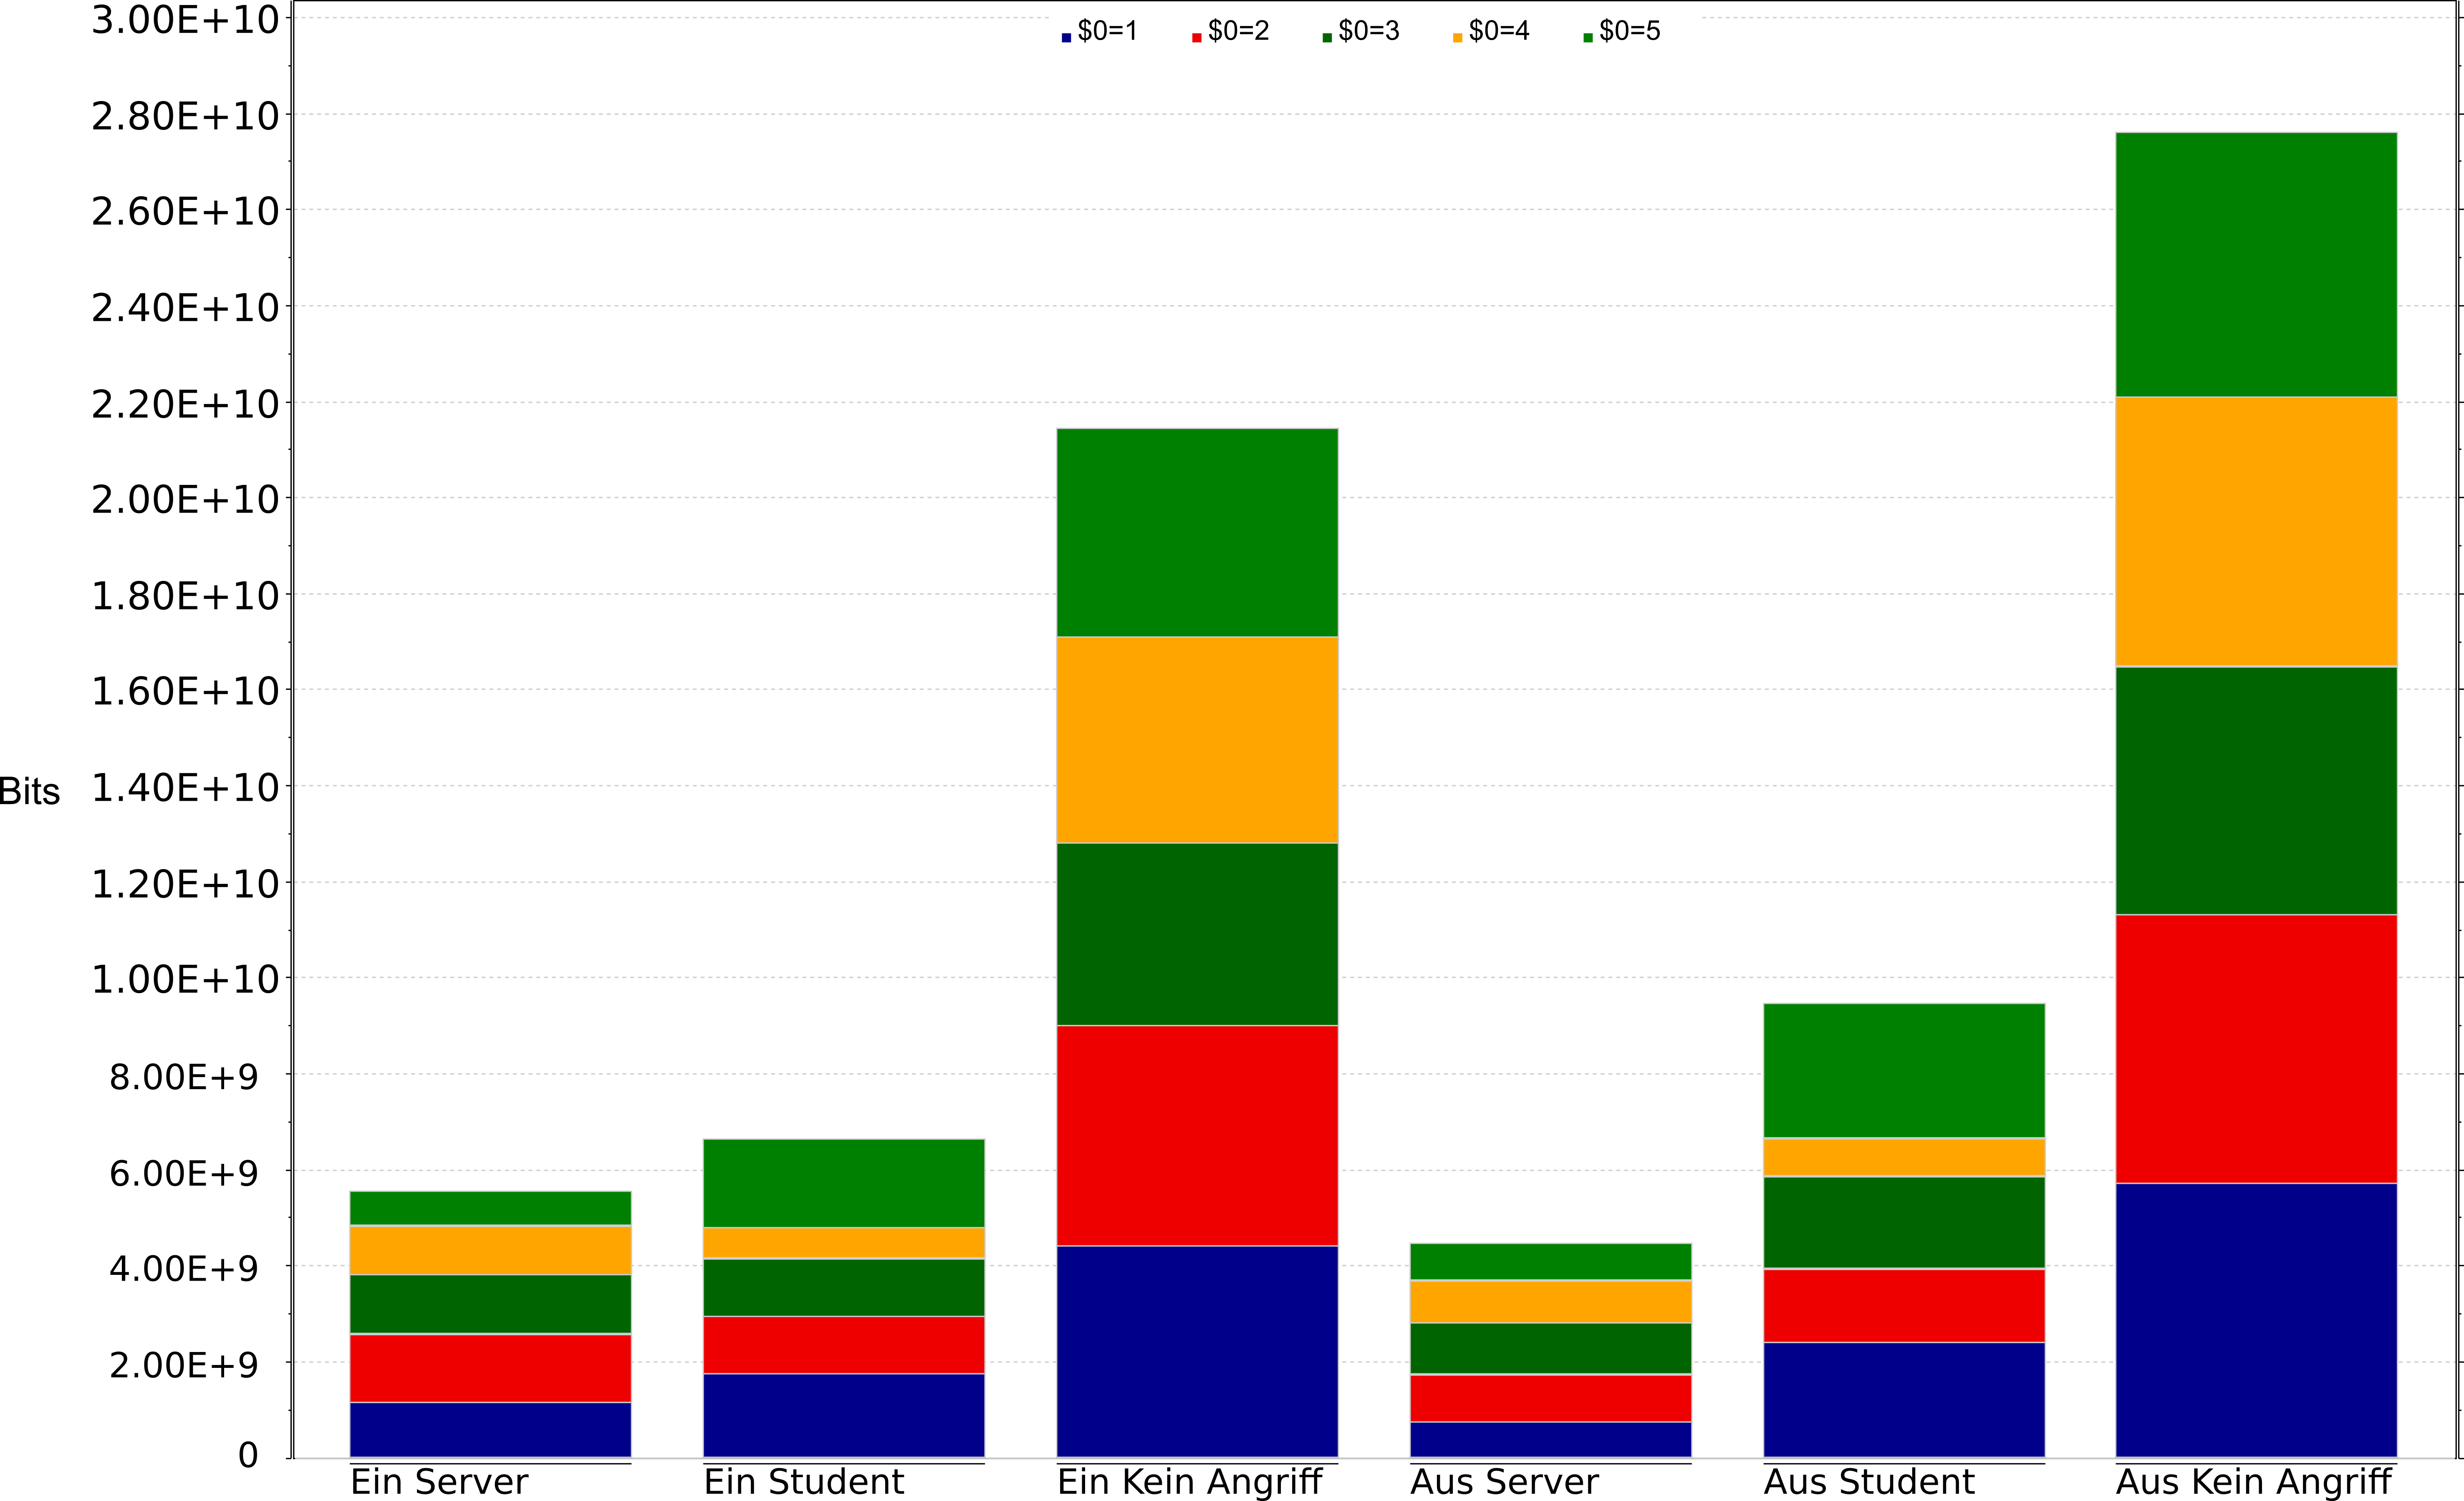 $0=1 $0=2 $0=3 $0=4 $0=5
3.00E+10
2.80E+10
2.60E+10
2.40E+10
2.20E+10
2.00E+10
1.80E+10
1.60E+10
Bits
1.40E+10
1.20E+10
1.00E+10
8.00E+9
6.00E+9
4.00E+9
2.00E+9
0
Ein Server Ein Student Ein Kein Angriff Aus Server Aus Student Aus Kein Angriff